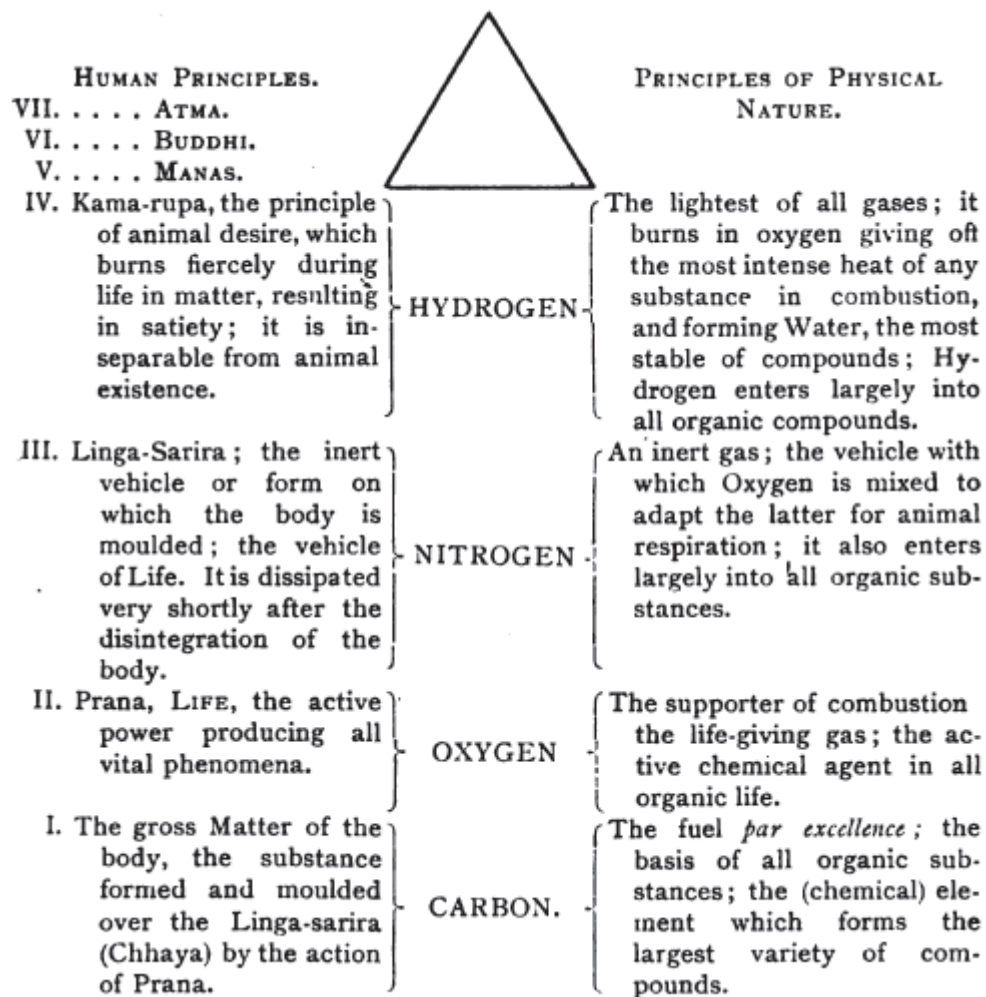 HUMAN PRINCIPLES.
VII. . . . . ATMA.
VI. . . . . BUDDHI.
V. . . . . MANAS.
PRINCIPLES OF PHYSICAL
NATURE.
IV. Kama-rupa, the principle
of animal desire, which
burns fiercely during
life in matter, resulting
in satiety; it is in-
separable from animal
existence.
HYDROGEN
The lightest of all gases; it
burns in oxygen giving off
the most intense heat of any
substance in combustion,
and forming Water, the most
stable of compounds; Hy-
drogen enters largely into
all organic compounds.
III. Linga-Sarira; the inert
vehicle or form on
which the body is
moulded; the vehicle
of Life. It is dissipated
very shortly after the
disintegration of the
body.
NITROGEN
An inert gas; the vehicle with
which Oxygen is mixed to
adapt the latter for animal
respiration; it also enters
largely into all organic sub-
stances.
II. Prana, LIFE, the active
power producing all
vital phenomena.
OXYGEN
The supporter of combustion
the life-giving gas; the ac-
tive chemical agent in all
organic life.
I. The gross Matter of the
body, the substance
formed and moulded
over the Linga-sarira
(Chhaya) by the action
of Prana.
CARBON.
The fuel par excellence; the
basis of all organic sub-
stances; the (chemical) ele-
ment which forms the
largest variety of com-
pounds.